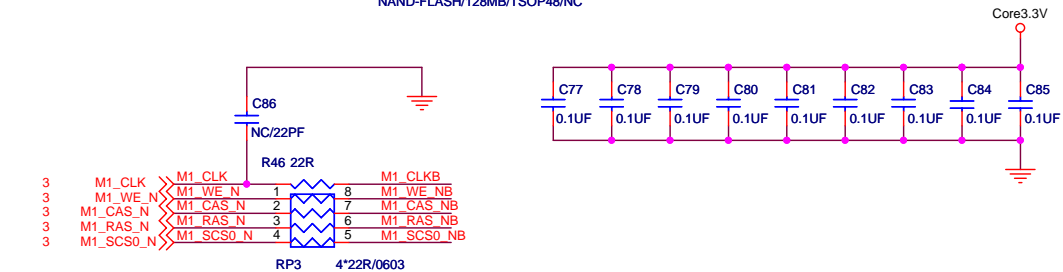 NAND-FLASH/128MB/TSOP48/NC
Core3.3V
C86
NC/22PF
C77 C78 C79 C80 C81 C82 C83 C84 C85
0.1UF 0.1UF 0.1UF 0.1UF 0.1UF 0.1UF 0.1UF 0.1UF 0.1UF
R46 22R
3 M1_CLK M1_CLK M1_CLKB
3 M1_WE_N M1_WE_N 1 8 M1_WE_NB
3 M1_CAS_N M1_CAS_N 2 7 M1_CAS_NB
3 M1_RAS_N M1_RAS_N 3 6 M1_RAS_NB
3 M1_SCS0_N M1_SCS0_N 4 5 M1_SCS0_NB
RP3 4*22R/0603